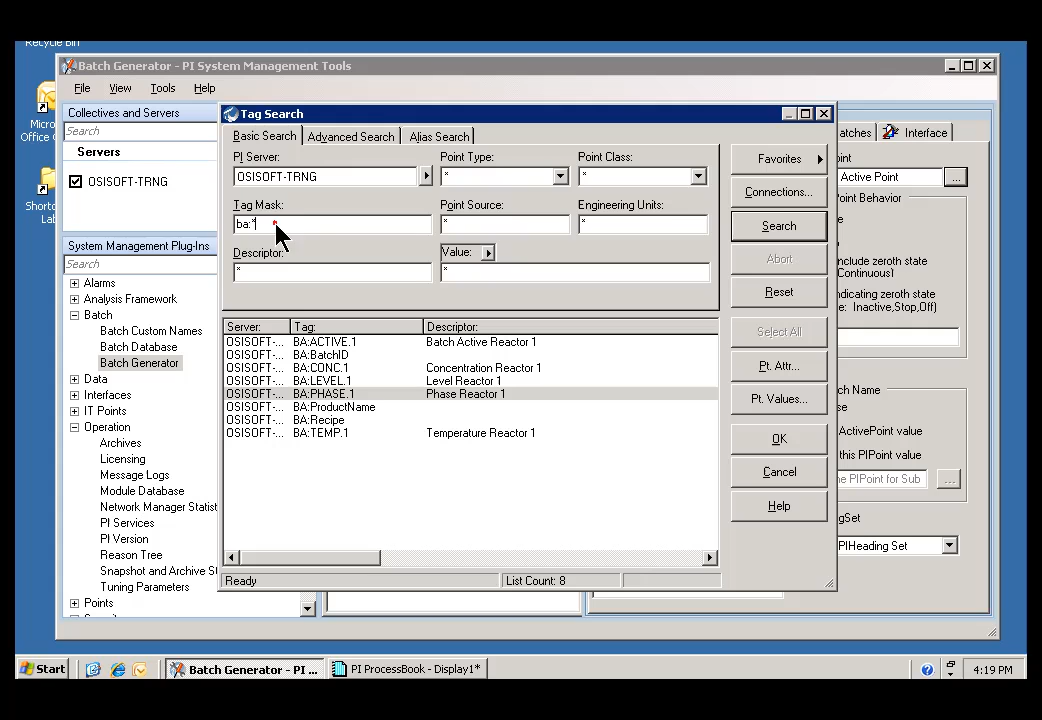 Recycle Bin
Batch Generator - PI System Management Tools
File View Tools Help
Collectives and Servers
Search
Servers
OSISOFT-TRNG
System Management Plug-Ins
Search
Alarms
Analysis Framework
Batch
Batch Custom Names
Batch Database
Batch Generator
Data
Interfaces
IT Points
Operation
Archives
Licensing
Message Logs
Module Database
Network Manager Statist
PI Services
PI Version
Reason Tree
Snapshot and Archive St
Tuning Parameters
Points
Micro
Office
Shorto
Lab
Tag Search
Basic Search Advanced Search Alias Search
PI Server: Point Type: Point Class:
OSISOFT-TRNG * *
Tag Mask: Point Source: Engineering Units:
ba:* * *
Descriptor: Value:
* *
Server: Tag: Descriptor:
OSISOFT-... BA:ACTIVE.1 Batch Active Reactor 1
OSISOFT-... BA:BatchID
OSISOFT-... BA:CONC.1 Concentration Reactor 1
OSISOFT-... BA:LEVEL.1 Level Reactor 1
OSISOFT-... BA:PHASE.1 Phase Reactor 1
OSISOFT-... BA:ProductName
OSISOFT-... BA:Recipe
OSISOFT-... BA:TEMP.1 Temperature Reactor 1
Ready List Count: 8
Favorites
Connections...
Search
Abort
Reset
Select All
Pt. Attr...
Pt. Values...
OK
Cancel
Help
atches Interface
oint
Active Point ...
oint Behavior
e
nclude zeroth state
Continuous)
ndicating zeroth state
e: Inactive,Stop,Off)
ch Name
se
ActivePoint value
this PIPoint value
e PIPoint for Sub ...
gSet
PIHeading Set
Start Batch Generator - PI ... PI ProcessBook - Display1* 4:19 PM